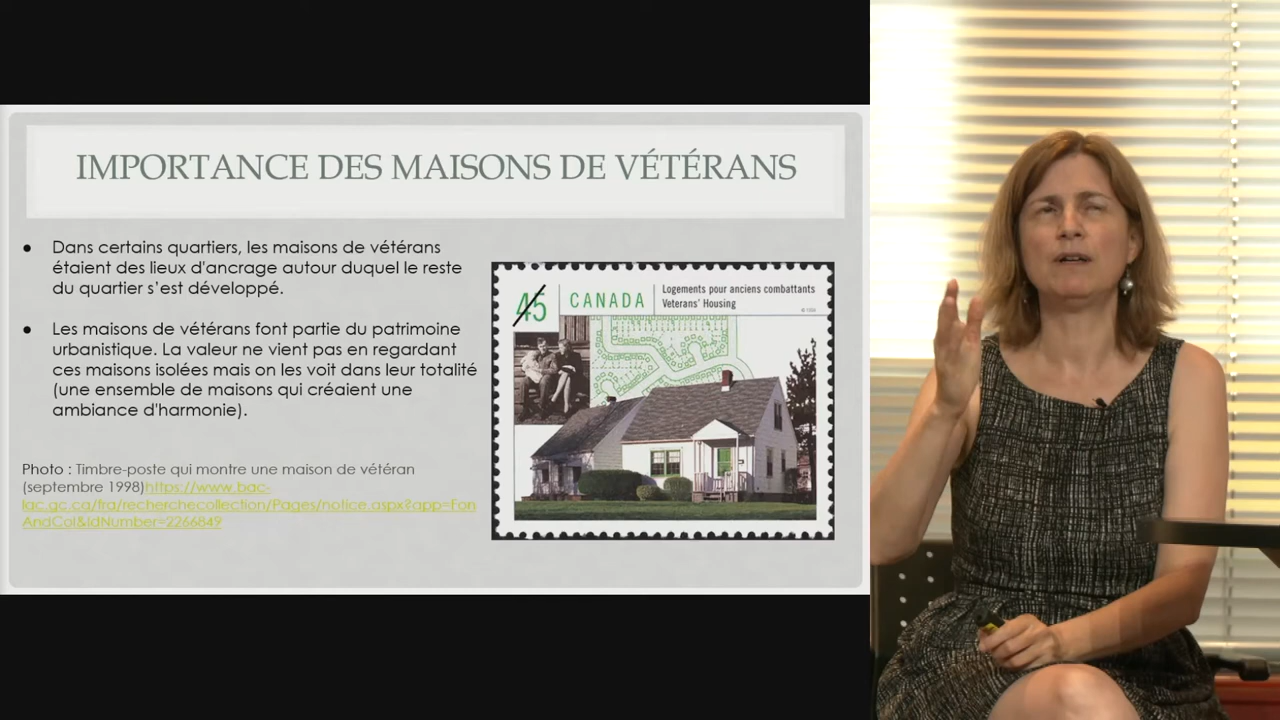 IMPORTANCE DES MAISONS DE VÉTÉRANS
● Dans certains quartiers, les maisons de vétérans
étaient des lieux d'ancrage autour duquel le reste
du quartier s'est développé.
● Les maisons de vétérans font partie du patrimoine
urbanistique. La valeur ne vient pas en regardant
ces maisons isolées mais on les voit dans leur totalité
(une ensemble de maisons qui créaient une
ambiance d'harmonie).
Photo : Timbre-poste qui montre une maison de vétéran
(septembre 1998)https://www.bac-
lac.gc.ca/fra/recherchecollection/Pages/notice.aspx?app=Fon
AndCol&IdNumber=2266849
45
CANADA
Logements pour anciens combattants
Veterans' Housing